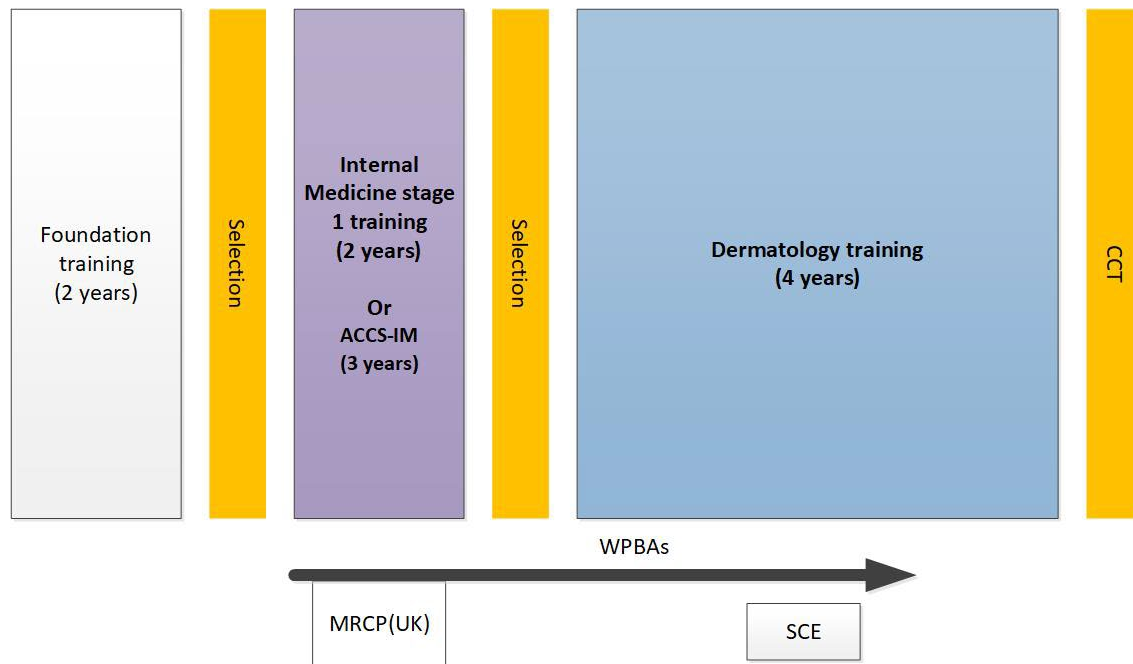 Foundation
training
(2 years)
Selection
Internal
Medicine stage
1 training
(2 years)
Or
ACCS-IM
(3 years)
Selection
Dermatology training
(4 years)
CCT
WPBAs
MRCP(UK)
SCE